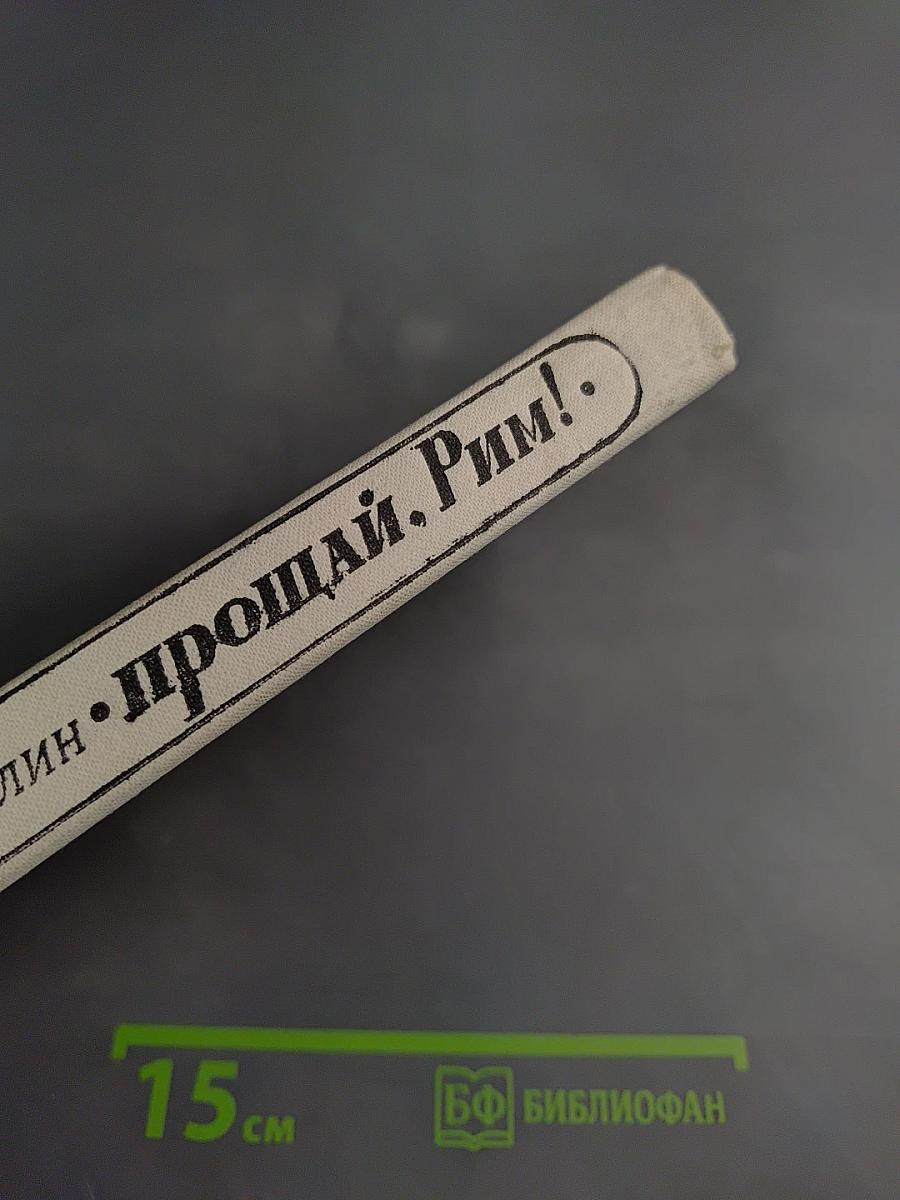 лин • прощай, Рим! •
15 см
БФ БИБЛИОФАН